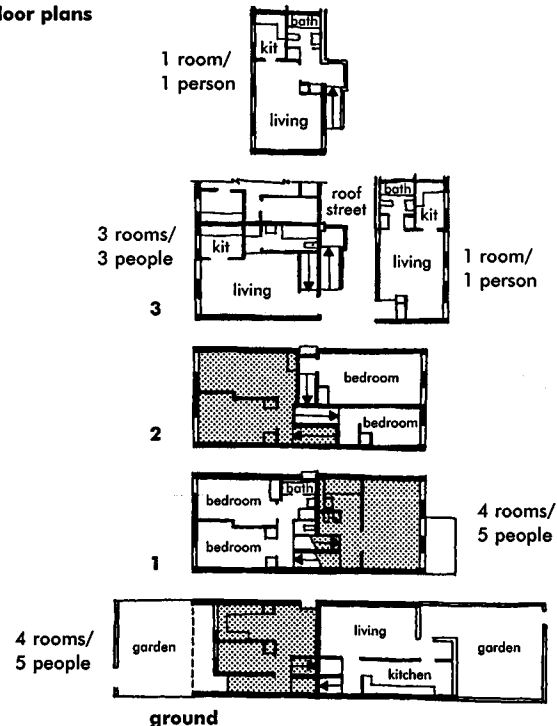 loor plans
bath
kit
1 room/
1 person
living
roof
street
bath
kit
3 rooms/
3 people
kit
living
1 room/
1 person
living
3
bedroom
bedroom
2
bath
bedroom
bedroom
4 rooms/
5 people
1
living
4 rooms/
5 people
garden
garden
kitchen
ground